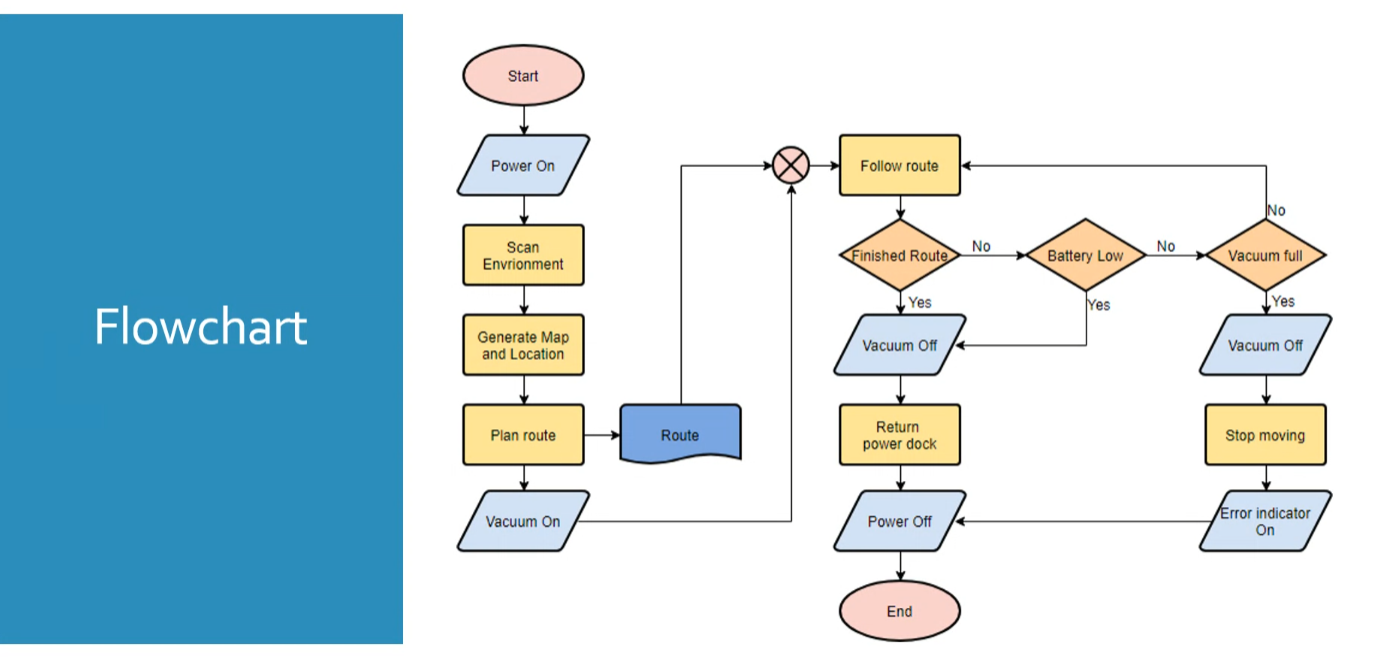 Flowchart
Start
Power On
Scan
Envrionment
Generate Map
and Location
Plan route
Route
Vacuum On
Follow route
Finished Route
No
Battery Low
No
Vacuum full
No
Yes
Yes
Yes
Vacuum Off
Vacuum Off
Return
power dock
Stop moving
Power Off
Error indicator
On
End